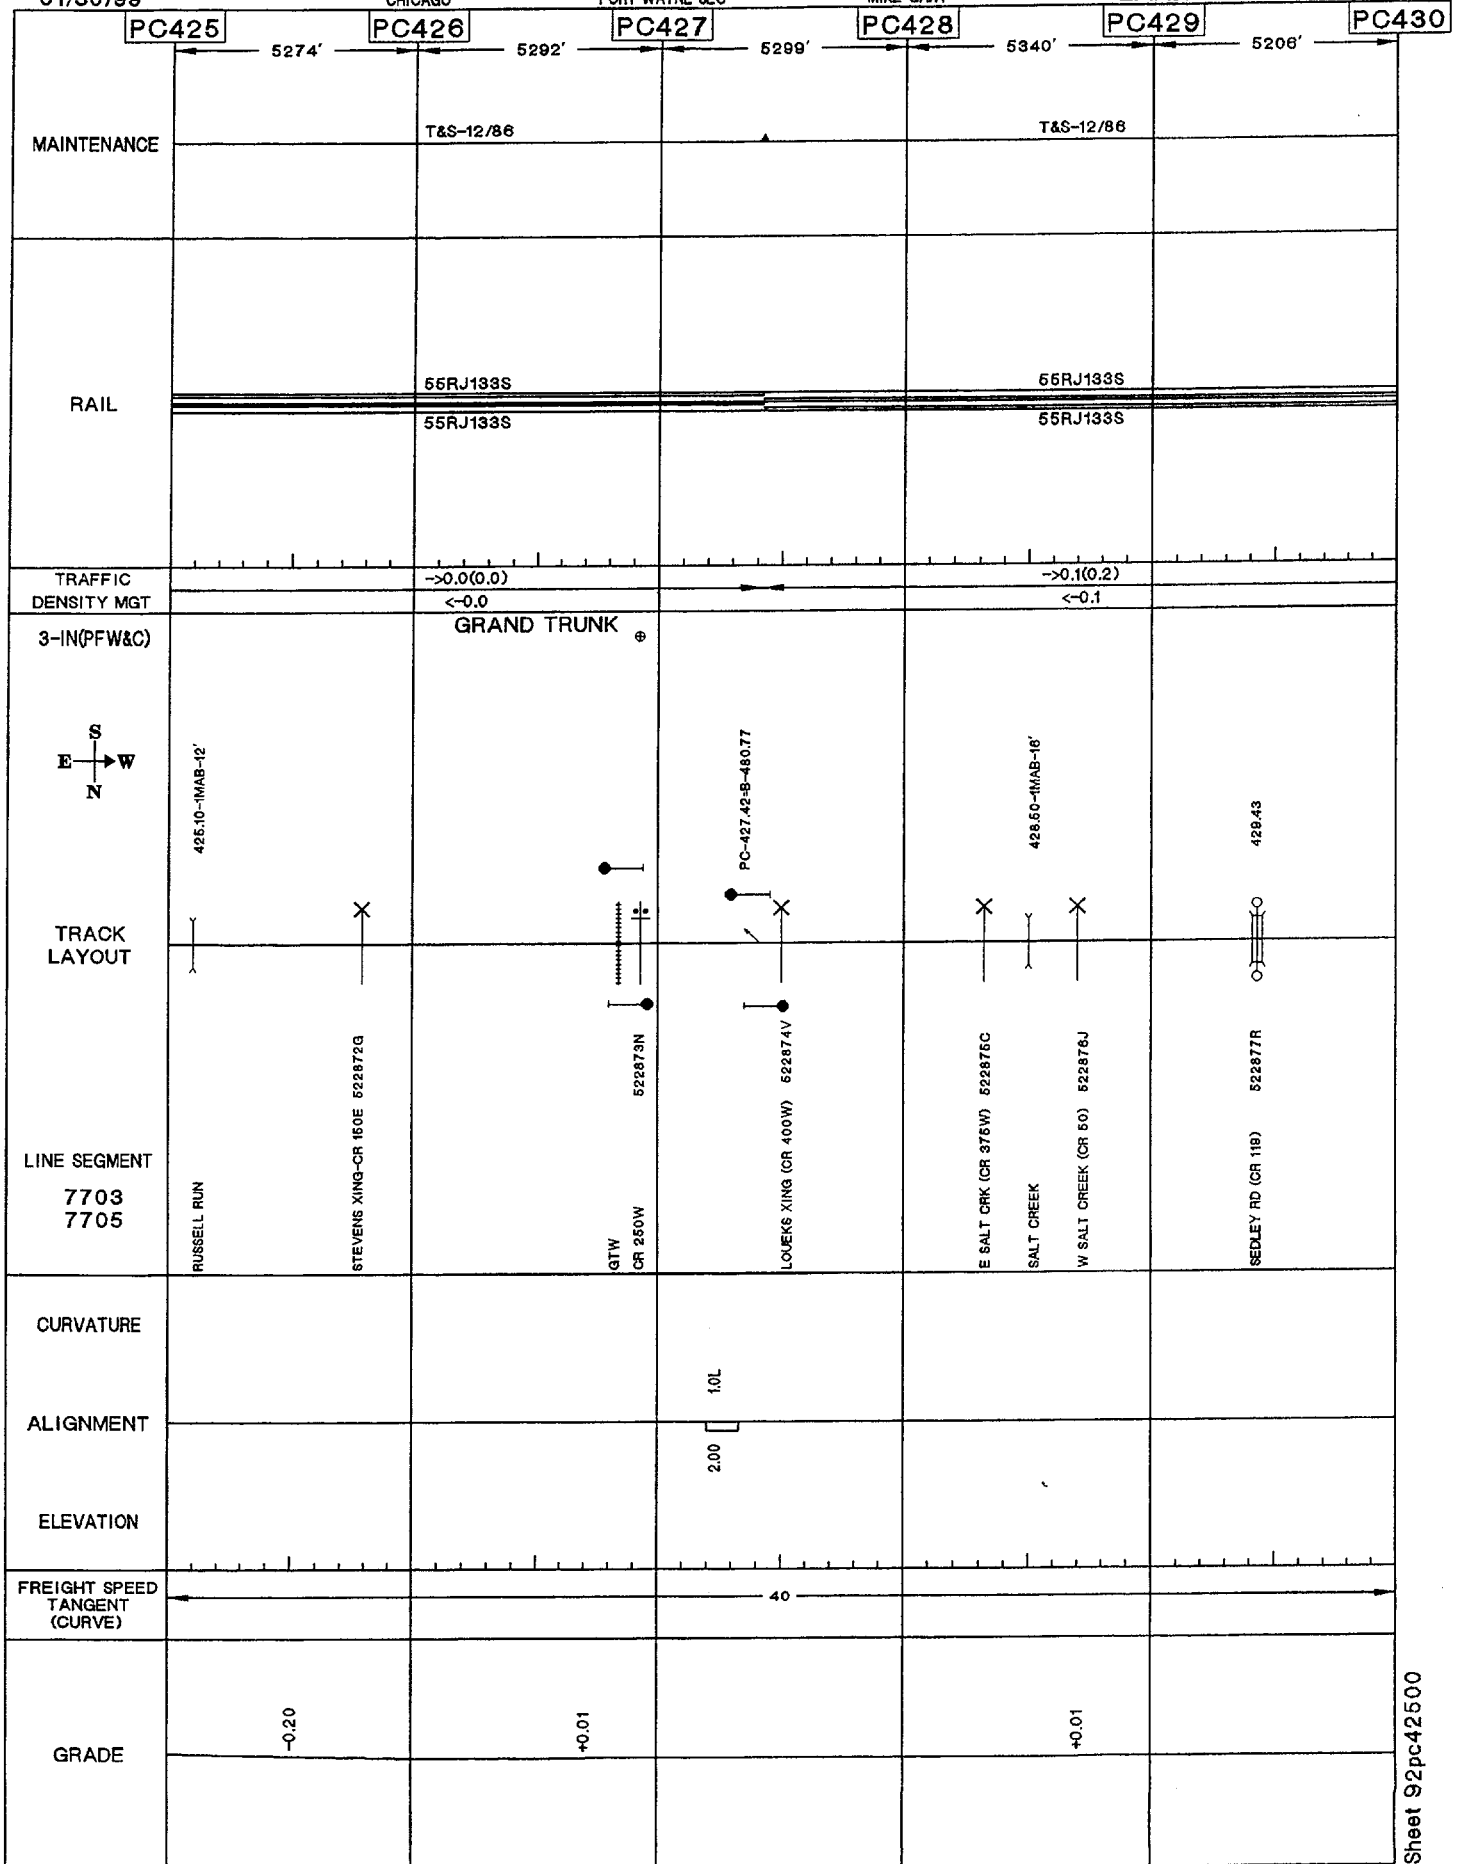 PC425 PC426 PC427 PC428 PC429 PC430
5274' 5292' 5299' 5340' 5206'
MAINTENANCE
T&S-12/86 T&S-12/86
RAIL
55RJ133S 55RJ133S
55RJ133S 55RJ133S
TRAFFIC
DENSITY MGT
->0.0(0.0) ->0.1(0.2)
<-0.0 <-0.1
3-IN(PFW&C)
GRAND TRUNK
S
E W
N
425.10-1MAB-12'
PC-427.42=B-480.77
428.50-1MAB-16'
429.43
TRACK
LAYOUT
LINE SEGMENT
7703
7705
RUSSELL RUN
STEVENS XING-CR 150E 522872G
GTW
CR 250W 522873N
LOUEKS XING (CR 400W) 522874V
E SALT CRK (CR 375W) 522875C
SALT CREEK
W SALT CREEK (CR 50) 522876J
SEDLEY RD (CR 119) 522877R
CURVATURE
1.0L
ALIGNMENT
2.00
ELEVATION
FREIGHT SPEED
TANGENT
(CURVE)
40
GRADE
-0.20 +0.01 +0.01
Sheet 92pc42500